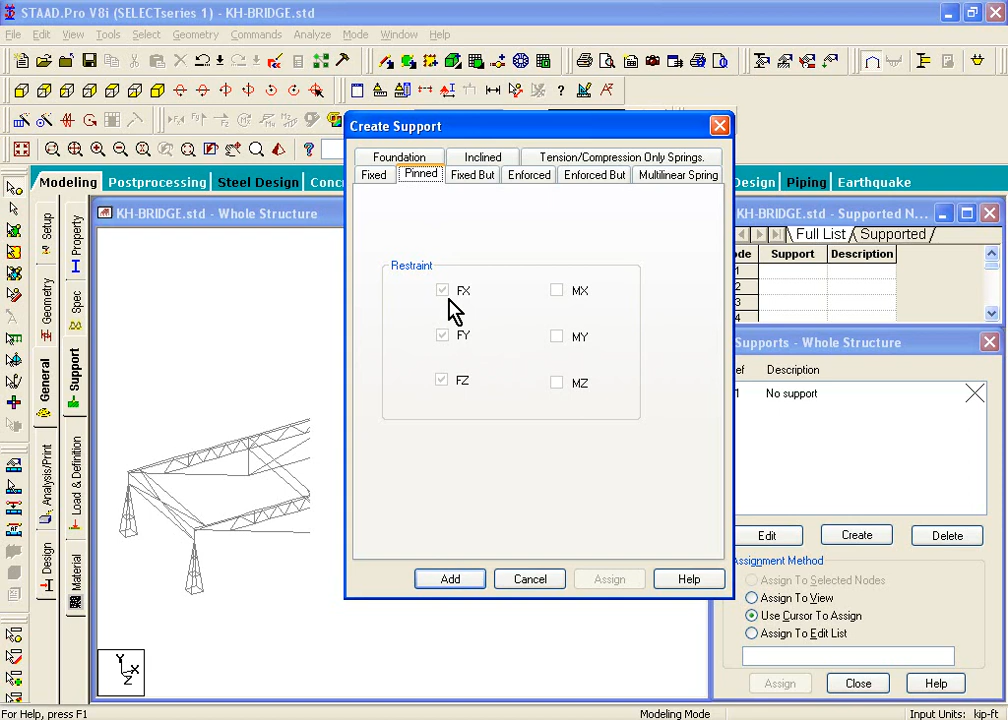 STAAD.Pro V8i (SELECTseries 1) - KH-BRIDGE.std
File Edit View Tools Select Geometry Commands Analyze Mode Window Help
Modeling Postprocessing Steel Design Design Piping Earthquake
KH-BRIDGE.std - Whole Structure
Create Support
Foundation Inclined Tension/Compression Only Springs.
Fixed Pinned Fixed But Enforced Enforced But Multilinear Spring
Restraint
FX MX
FY MY
FZ MZ
Add Cancel Assign Help
Setup
Geometry
General
Analysis/Print
Design
Property
Spec
Support
Load & Definition
Material
Y
X
Z
KH-BRIDGE.std - Supported N...
Full List Supported
Support Description
1
2
3
4
Supports - Whole Structure
Description
1 No support
Edit Create Delete
Assignment Method
Assign To Selected Nodes
Assign To View
Use Cursor To Assign
Assign To Edit List
Assign Close Help
For Help, press F1 Modeling Mode Input Units: kip-ft